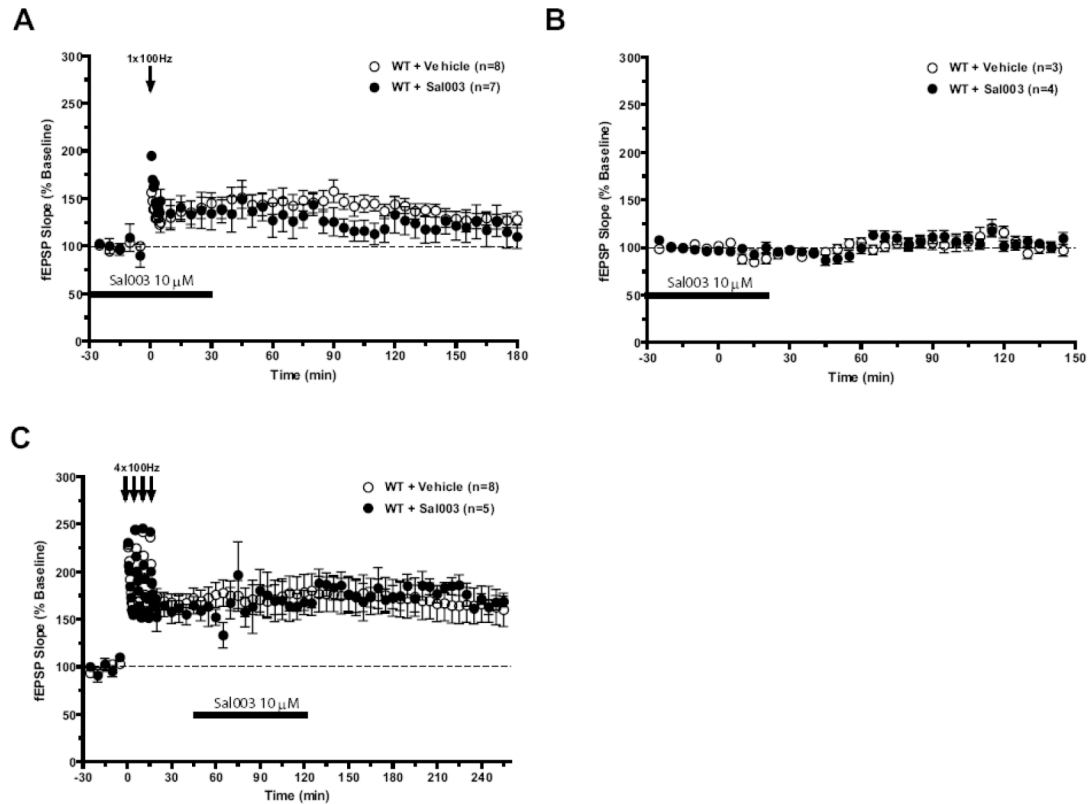 A
1x100Hz
WT + Vehicle (n=8)
WT + Sal003 (n=7)
fEPSP Slope (% Baseline)
300
250
200
150
100
50
0
Sal003 10 μM
-30 0 30 60 90 120 150 180
Time (min)
B
WT + Vehicle (n=3)
WT + Sal003 (n=4)
fEPSP Slope (% Baseline)
300
250
200
150
100
50
0
Sal003 10 μM
-30 0 30 60 90 120 150
Time (min)
C
4x100Hz
WT + Vehicle (n=8)
WT + Sal003 (n=5)
fEPSP Slope (% Baseline)
300
250
200
150
100
50
0
Sal003 10 μM
-30 0 30 60 90 120 150 180 210 240
Time (min)